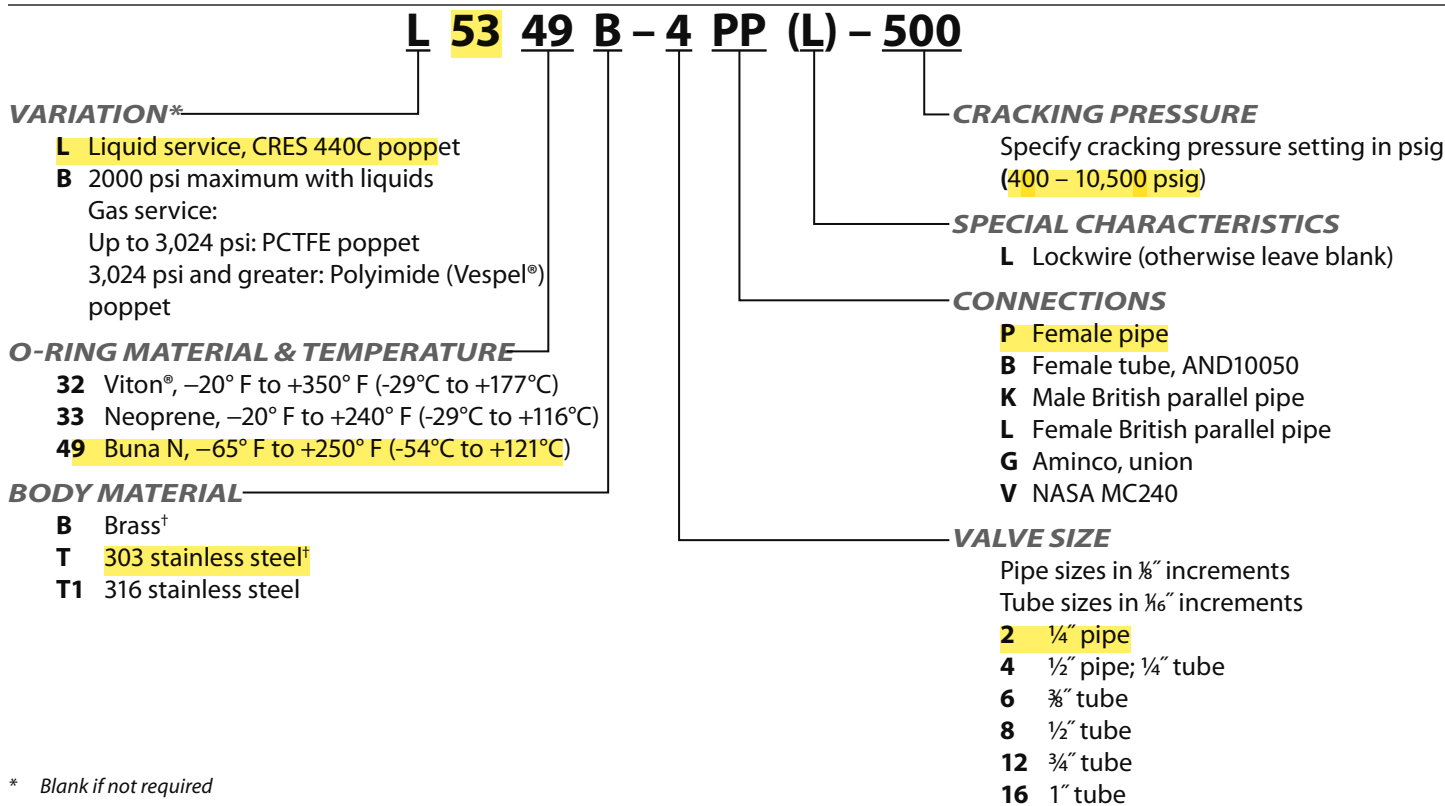 L 53 49 B – 4 PP (L) – 500
VARIATION*
L Liquid service, CRES 440C poppet
B 2000 psi maximum with liquids
Gas service:
Up to 3,024 psi: PCTFE poppet
3,024 psi and greater: Polyimide (Vespel®)
poppet
O-RING MATERIAL & TEMPERATURE
32 Viton®, –20° F to +350° F (-29°C to +177°C)
33 Neoprene, –20° F to +240° F (-29°C to +116°C)
49 Buna N, –65° F to +250° F (-54°C to +121°C)
BODY MATERIAL
B Brass†
T 303 stainless steel†
T1 316 stainless steel
* Blank if not required
CRACKING PRESSURE
Specify cracking pressure setting in psig
(400 – 10,500 psig)
SPECIAL CHARACTERISTICS
L Lockwire (otherwise leave blank)
CONNECTIONS
P Female pipe
B Female tube, AND10050
K Male British parallel pipe
L Female British parallel pipe
G Aminco, union
V NASA MC240
VALVE SIZE
Pipe sizes in ⅛˝ increments
Tube sizes in 1⁄16˝ increments
2 ¼˝ pipe
4 ½˝ pipe; ¼˝ tube
6 ⅜˝ tube
8 ½˝ tube
12 ¾˝ tube
16 1˝ tube